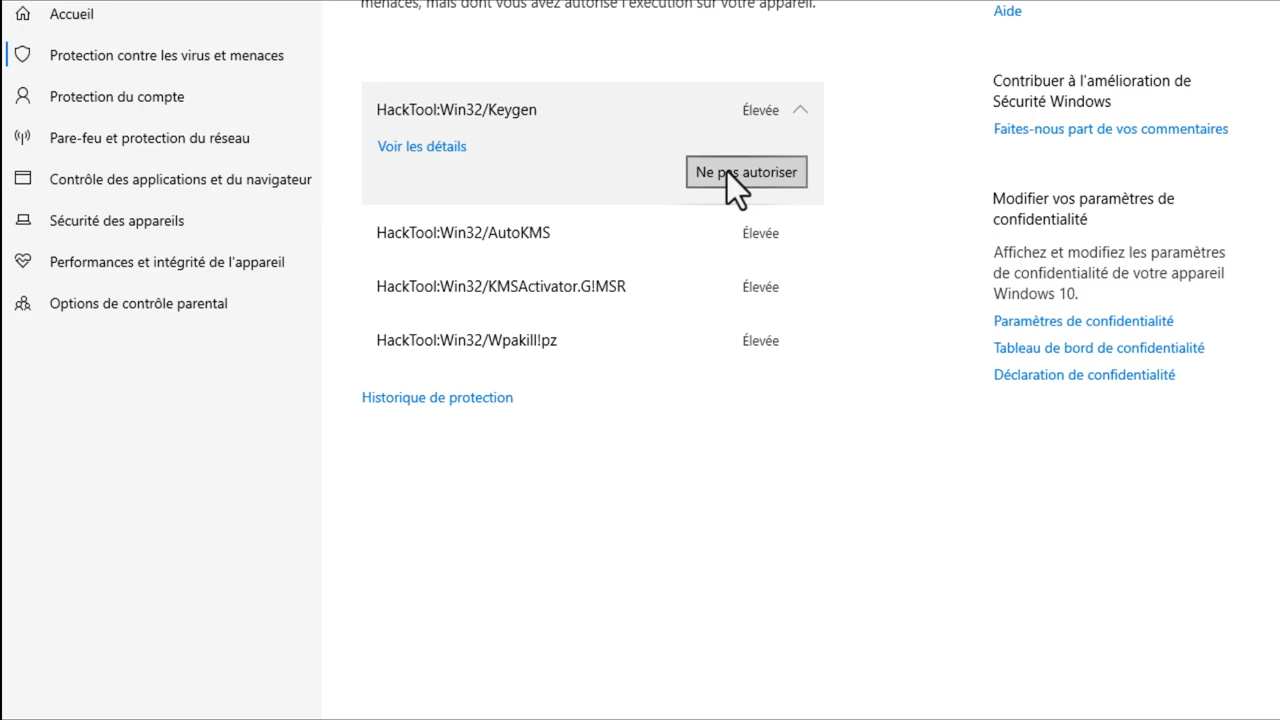 Accueil
Protection contre les virus et menaces
Protection du compte
Pare-feu et protection du réseau
Contrôle des applications et du navigateur
Sécurité des appareils
Performances et intégrité de l'appareil
Options de contrôle parental
menaces, mais dont vous avez autorisé l'exécution sur votre appareil.
HackTool:Win32/Keygen
Élevée
Voir les détails
Ne pas autoriser
HackTool:Win32/AutoKMS
Élevée
HackTool:Win32/KMSActivator.G!MSR
Élevée
HackTool:Win32/Wpakill!pz
Élevée
Historique de protection
Aide
Contribuer à l'amélioration de
Sécurité Windows
Faites-nous part de vos commentaires
Modifier vos paramètres de
confidentialité
Affichez et modifiez les paramètres
de confidentialité de votre appareil
Windows 10.
Paramètres de confidentialité
Tableau de bord de confidentialité
Déclaration de confidentialité